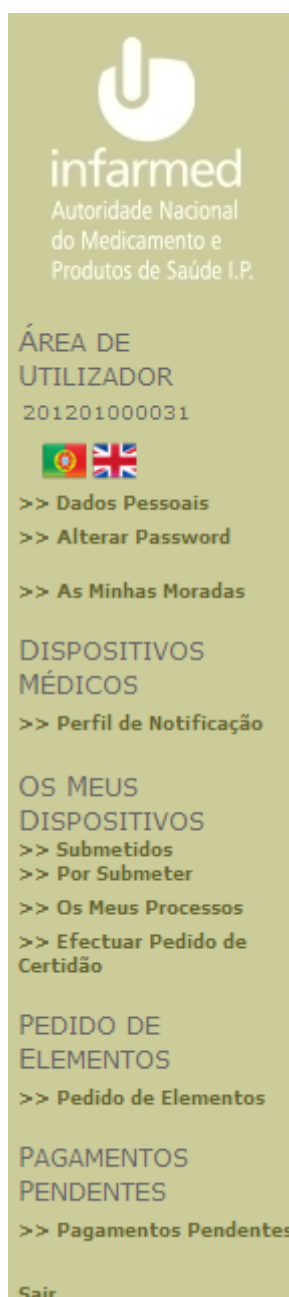 infarmed
Autoridade Nacional
do Medicamento e
Produtos de Saúde I.P.
ÁREA DE
UTILIZADOR
201201000031
>> Dados Pessoais
>> Alterar Password
>> As Minhas Moradas
DISPOSITIVOS
MÉDICOS
>> Perfil de Notificação
OS MEUS
DISPOSITIVOS
>> Submetidos
>> Por Submeter
>> Os Meus Processos
>> Efectuar Pedido de
Certidão
PEDIDO DE
ELEMENTOS
>> Pedido de Elementos
PAGAMENTOS
PENDENTES
>> Pagamentos Pendentes
Sair